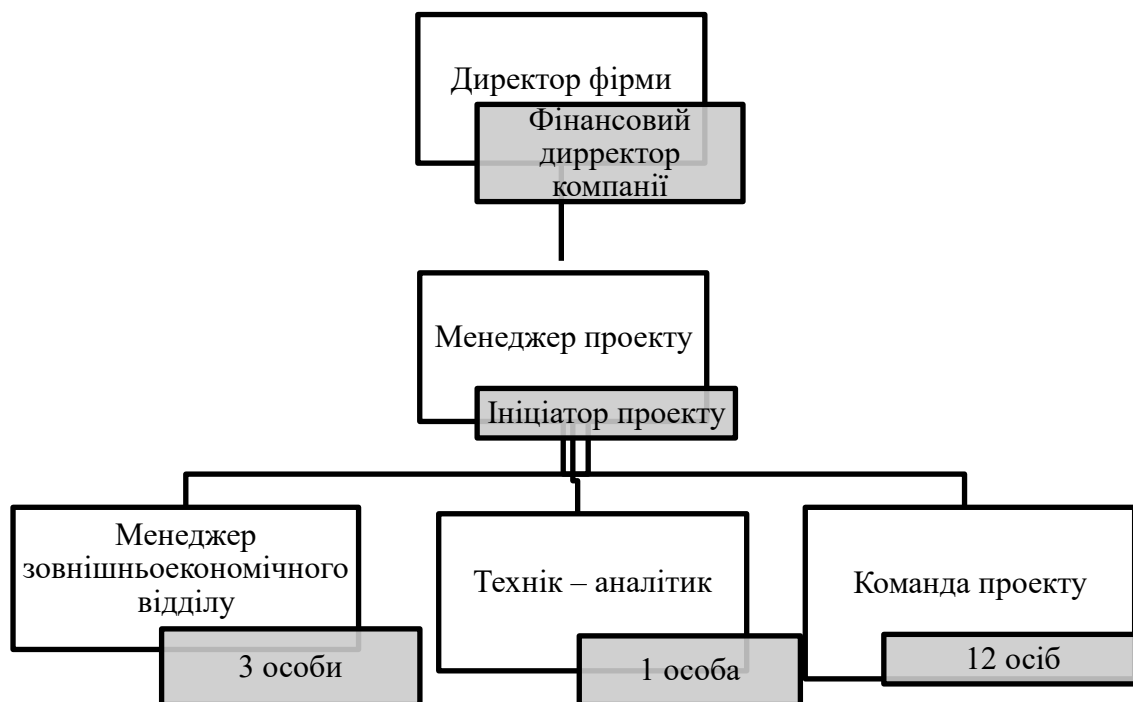 Директор фірми
Фінансовий
дирректор
компанії
Менеджер проекту
Ініціатор проекту
Менеджер
зовнішньоекономічного
відділу
3 особи
Технік – аналітик
1 особа
Команда проекту
12 осіб